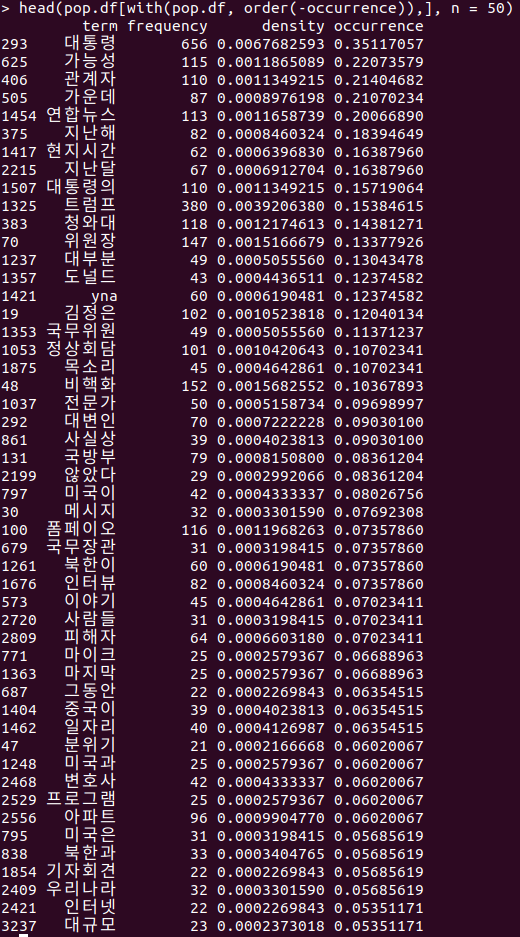 > head(pop.df[with(pop.df, order(-occurrence)),], n = 50)
term frequency density occurrence
293 대통령 656 0.0067682593 0.35117057
625 가능성 115 0.0011865089 0.22073579
406 관계자 110 0.0011349215 0.21404682
505 가운데 87 0.0008976198 0.21070234
1454 연합뉴스 113 0.0011658739 0.20066890
375 지난해 82 0.0008460324 0.18394649
1417 현지시간 62 0.0006396830 0.16387960
2215 지난달 67 0.0006912704 0.16387960
1507 대통령의 110 0.0011349215 0.15719064
1325 트럼프 380 0.0039206380 0.15384615
383 청와대 118 0.0012174613 0.14381271
70 위원장 147 0.0015166679 0.13377926
1237 대부분 49 0.0005055560 0.13043478
1357 도널드 43 0.0004436511 0.12374582
1421 yna 60 0.0006190481 0.12374582
19 김정은 102 0.0010523818 0.12040134
1353 국무위원 49 0.0005055560 0.11371237
1053 정상회담 101 0.0010420643 0.10702341
1875 목소리 45 0.0004642861 0.10702341
48 비핵화 152 0.0015682552 0.10367893
1037 전문가 50 0.0005158734 0.09698997
292 대변인 70 0.0007222228 0.09030100
861 사실상 39 0.0004023813 0.09030100
131 국방부 79 0.0008150800 0.08361204
2199 않았다 29 0.0002992066 0.08361204
797 미국이 42 0.0004333337 0.08026756
30 메시지 32 0.0003301590 0.07692308
100 폼페이오 116 0.0011968263 0.07357860
679 국무장관 31 0.0003198415 0.07357860
1261 북한이 60 0.0006190481 0.07357860
1676 인터뷰 82 0.0008460324 0.07357860
573 이야기 45 0.0004642861 0.07023411
2720 사람들 31 0.0003198415 0.07023411
2809 피해자 64 0.0006603180 0.07023411
771 마이크 25 0.0002579367 0.06688963
1363 마지막 25 0.0002579367 0.06688963
687 그동안 22 0.0002269843 0.06354515
1404 중국이 39 0.0004023813 0.06354515
1462 일자리 40 0.0004126987 0.06354515
47 분위기 21 0.0002166668 0.06020067
1248 미국과 25 0.0002579367 0.06020067
2468 변호사 42 0.0004333337 0.06020067
2529 프로그램 25 0.0002579367 0.06020067
2556 아파트 96 0.0009904770 0.06020067
795 미국은 31 0.0003198415 0.05685619
838 북한과 33 0.0003404765 0.05685619
1854 기자회견 22 0.0002269843 0.05685619
2409 우리나라 32 0.0003301590 0.05685619
2421 인터넷 22 0.0002269843 0.05351171
3237 대규모 23 0.0002373018 0.05351171